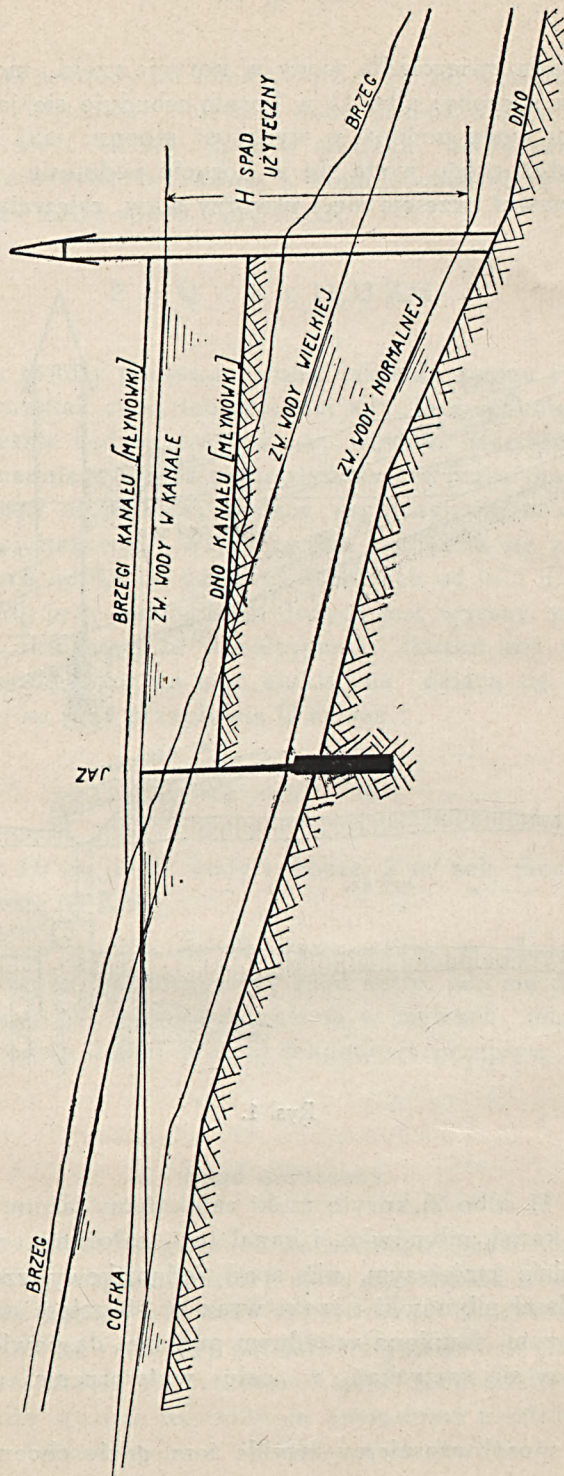 BRZEG
COFKA
JAZ
BRZEGI KANAŁU [MŁYNÓWKI]
ZW. WODY W KANALE
DNO KANAŁU [MŁYNÓWKI]
ZW. WODY WIELKIEJ
ZW. WODY NORMALNEJ
H SPAD
UŻYTECZNY
BRZEG
DNO